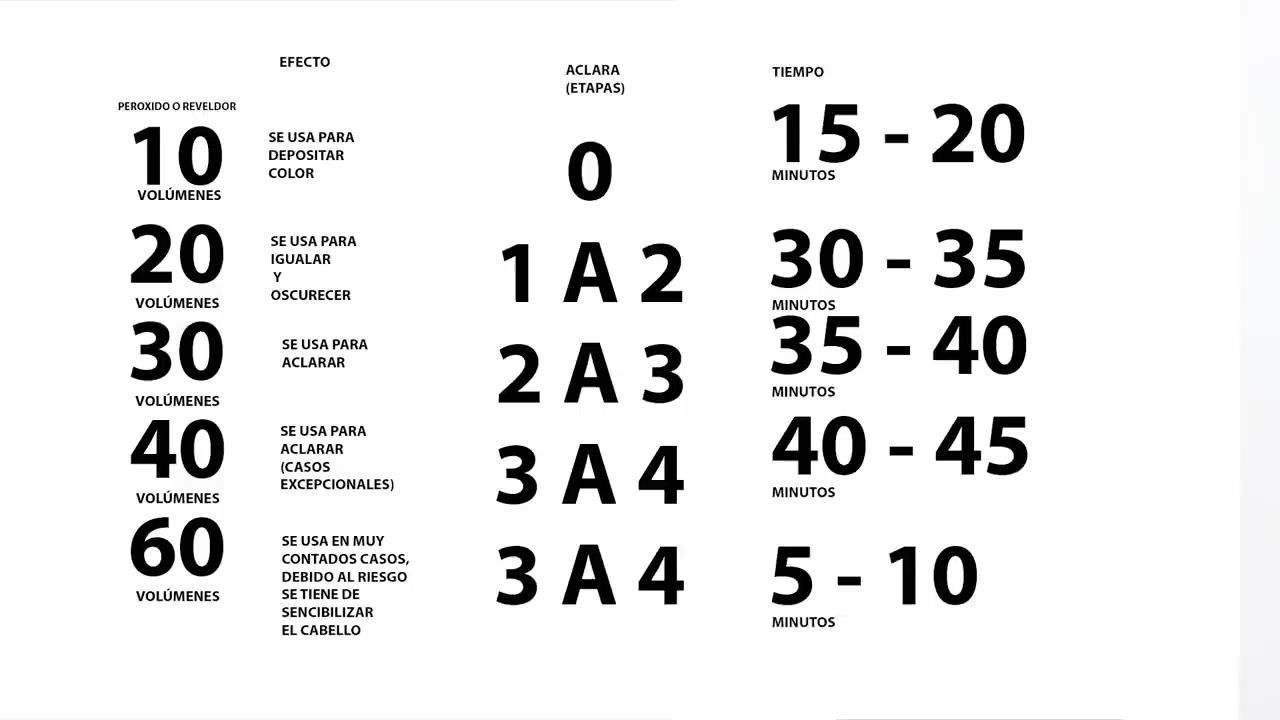 EFECTO
ACLARA
(ETAPAS)
TIEMPO
PEROXIDO O REVELDOR
10
VOLÚMENES
SE USA PARA
DEPOSITAR
COLOR
0
15 - 20
MINUTOS
20
VOLÚMENES
SE USA PARA
IGUALAR
Y
OSCURECER
1 A 2
30 - 35
MINUTOS
30
VOLÚMENES
SE USA PARA
ACLARAR
2 A 3
35 - 40
MINUTOS
40
VOLÚMENES
SE USA PARA
ACLARAR
(CASOS
EXCEPCIONALES)
3 A 4
40 - 45
MINUTOS
60
VOLÚMENES
SE USA EN MUY
CONTADOS CASOS,
DEBIDO AL RIESGO
SE TIENE DE
SENCIBILIZAR
EL CABELLO
3 A 4
5 - 10
MINUTOS